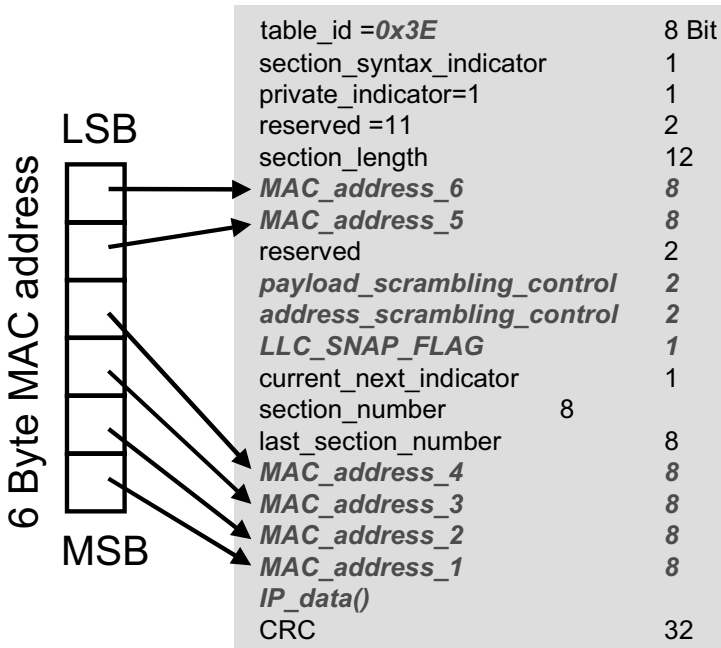 6 Byte MAC address
LSB
MSB
table_id =0x3E 8 Bit
section_syntax_indicator 1
private_indicator=1 1
reserved =11 2
section_length 12
MAC_address_6 8
MAC_address_5 8
reserved 2
payload_scrambling_control 2
address_scrambling_control 2
LLC_SNAP_FLAG 1
current_next_indicator 1
section_number 8
last_section_number 8
MAC_address_4 8
MAC_address_3 8
MAC_address_2 8
MAC_address_1 8
IP_data()
CRC 32